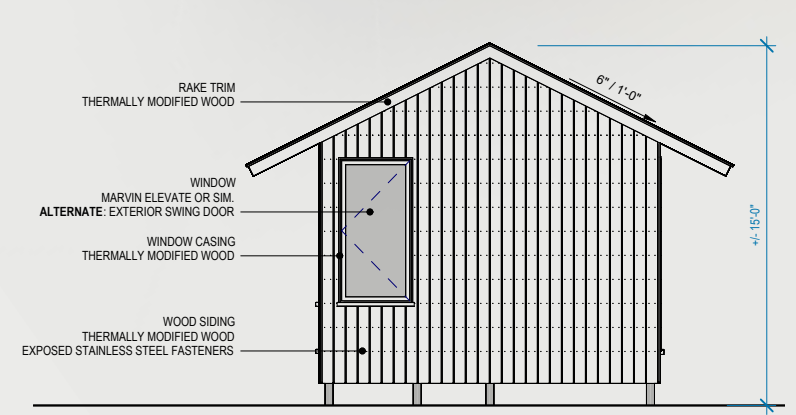 RAKE TRIM
THERMALLY MODIFIED WOOD
6" / 1'-0"
WINDOW
MARVIN ELEVATE OR SIM.
ALTERNATE: EXTERIOR SWING DOOR
+/- 15'-0"
WINDOW CASING
THERMALLY MODIFIED WOOD
WOOD SIDING
THERMALLY MODIFIED WOOD
EXPOSED STAINLESS STEEL FASTENERS